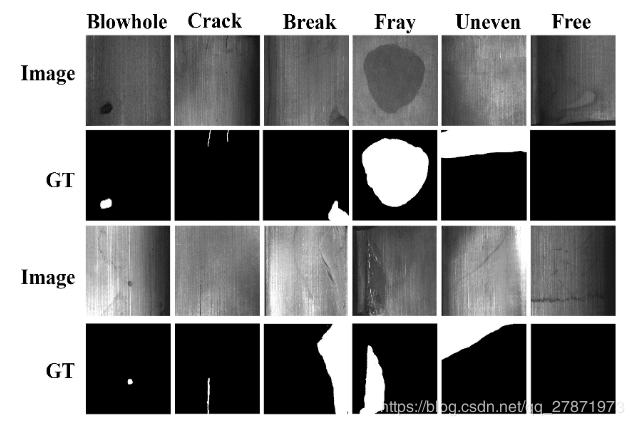 Blowhole Crack Break Fray Uneven Free
Image
GT
Image
GT
https://blog.csdn.net/qq_27871973